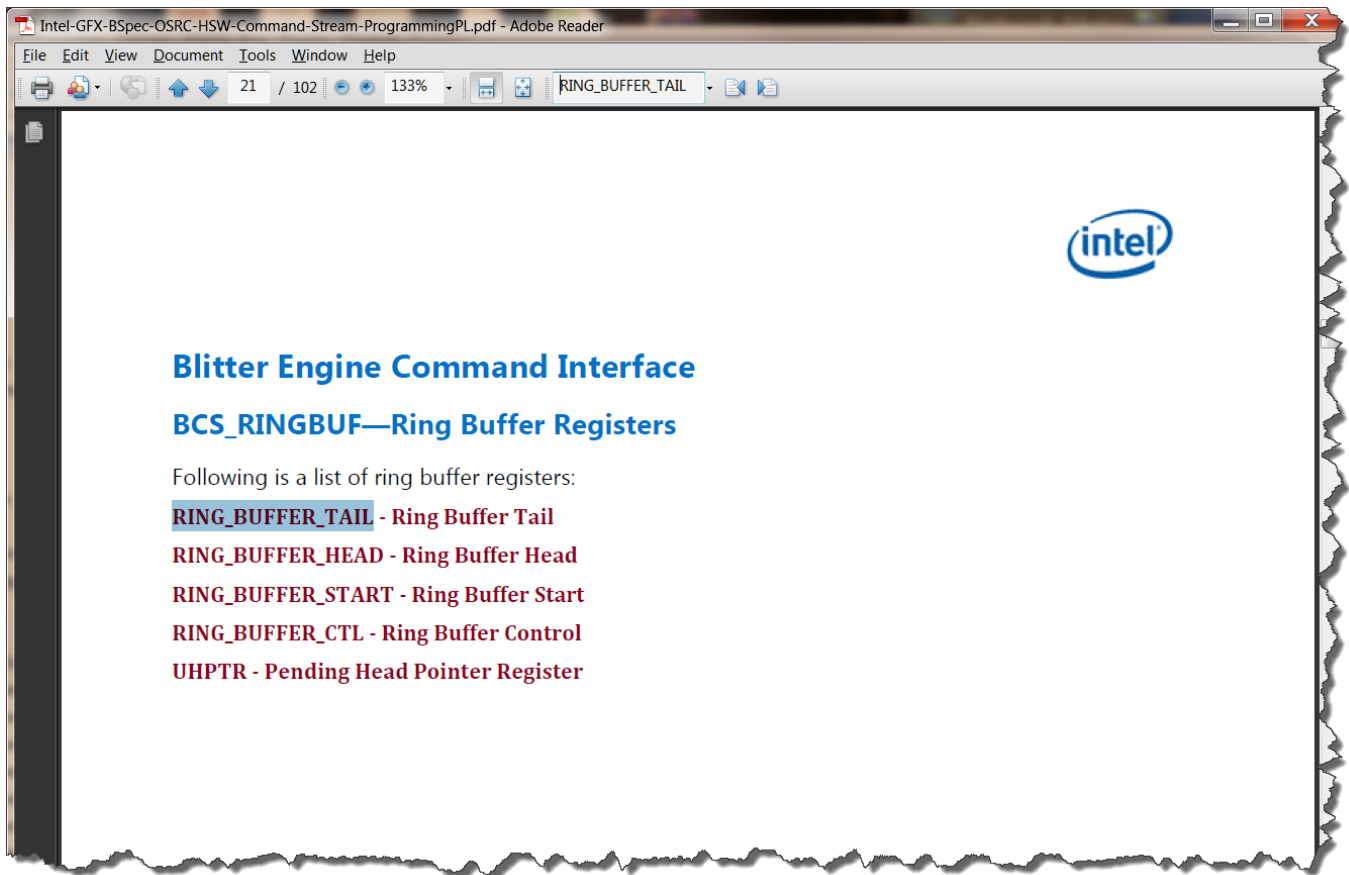 Intel-GFX-BSpec-OSRC-HSW-Command-Stream-ProgrammingPL.pdf - Adobe Reader
File Edit View Document Tools Window Help
21 / 102 133% RING_BUFFER_TAIL
intel
Blitter Engine Command Interface
BCS_RINGBUF—Ring Buffer Registers
Following is a list of ring buffer registers:
RING_BUFFER_TAIL - Ring Buffer Tail
RING_BUFFER_HEAD - Ring Buffer Head
RING_BUFFER_START - Ring Buffer Start
RING_BUFFER_CTL - Ring Buffer Control
UHPTR - Pending Head Pointer Register